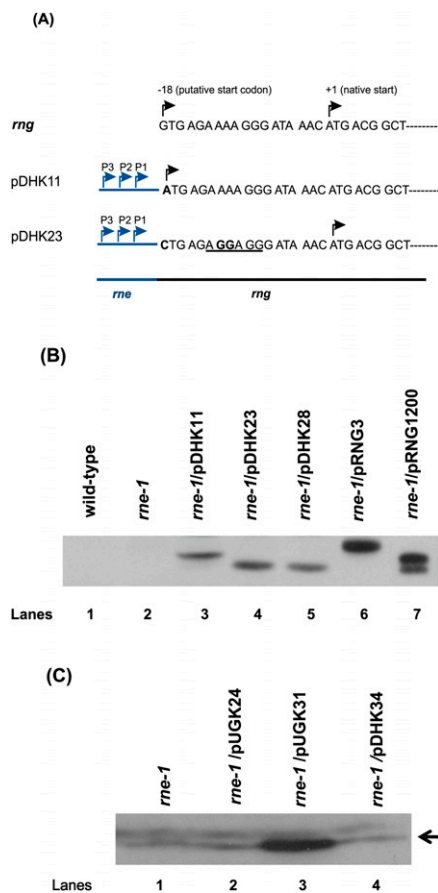 (A)
-18 (putative start codon) +1 (native start)
rng GTG AGA AAA GGG ATA AAC ATG ACG GCT--------
P3 P2 P1
pDHK11 ATG AGA AAA GGG ATA AAC ATG ACG GCT--------
P3 P2 P1
pDHK23 CTG AGA GGA GGG ATA AAC ATG ACG GCT--------
rne rng
(B)
wild-type
rne-1
rne-1/pDHK11
rne-1/pDHK23
rne-1/pDHK28
rne-1/pRNG3
rne-1/pRNG1200
Lanes 1 2 3 4 5 6 7
(C)
rne-1
rne-1 /pUGK24
rne-1/pUGK31
rne-1 /pDHK34
Lanes 1 2 3 4